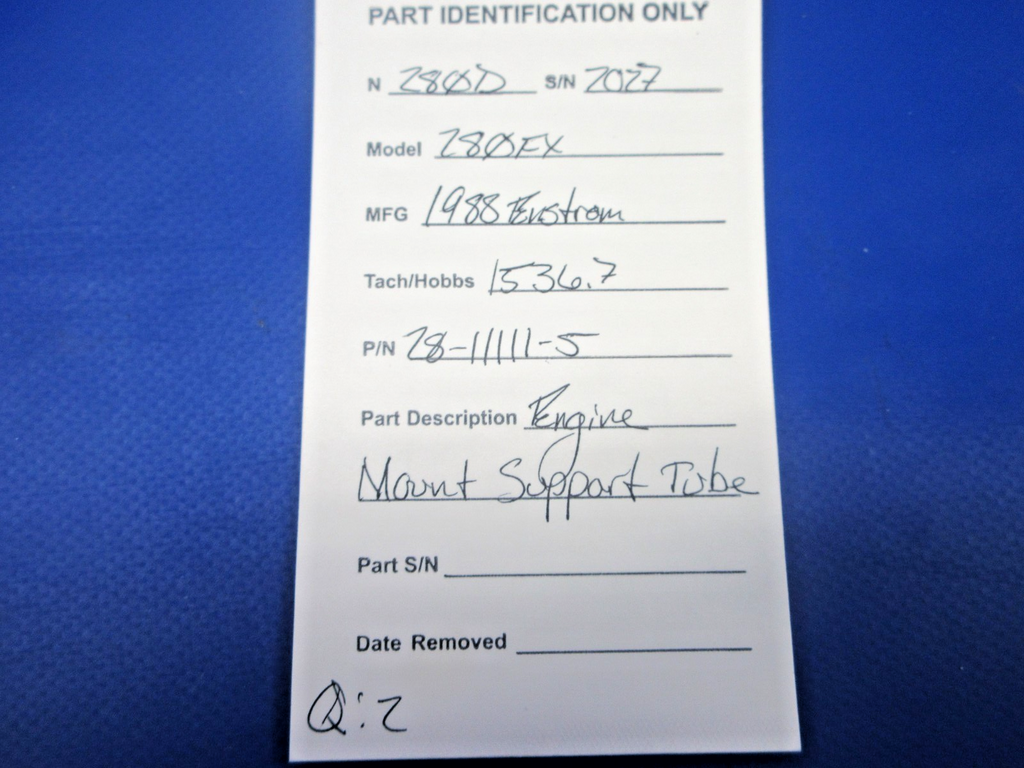 PART IDENTIFICATION ONLY
N 280D S/N 2027
Model 280FX
MFG 1988 Enstrom
Tach/Hobbs 1536.7
P/N 28-11111-5
Part Description Engine
Mount Support Tube
Part S/N
Date Removed
Q: 2